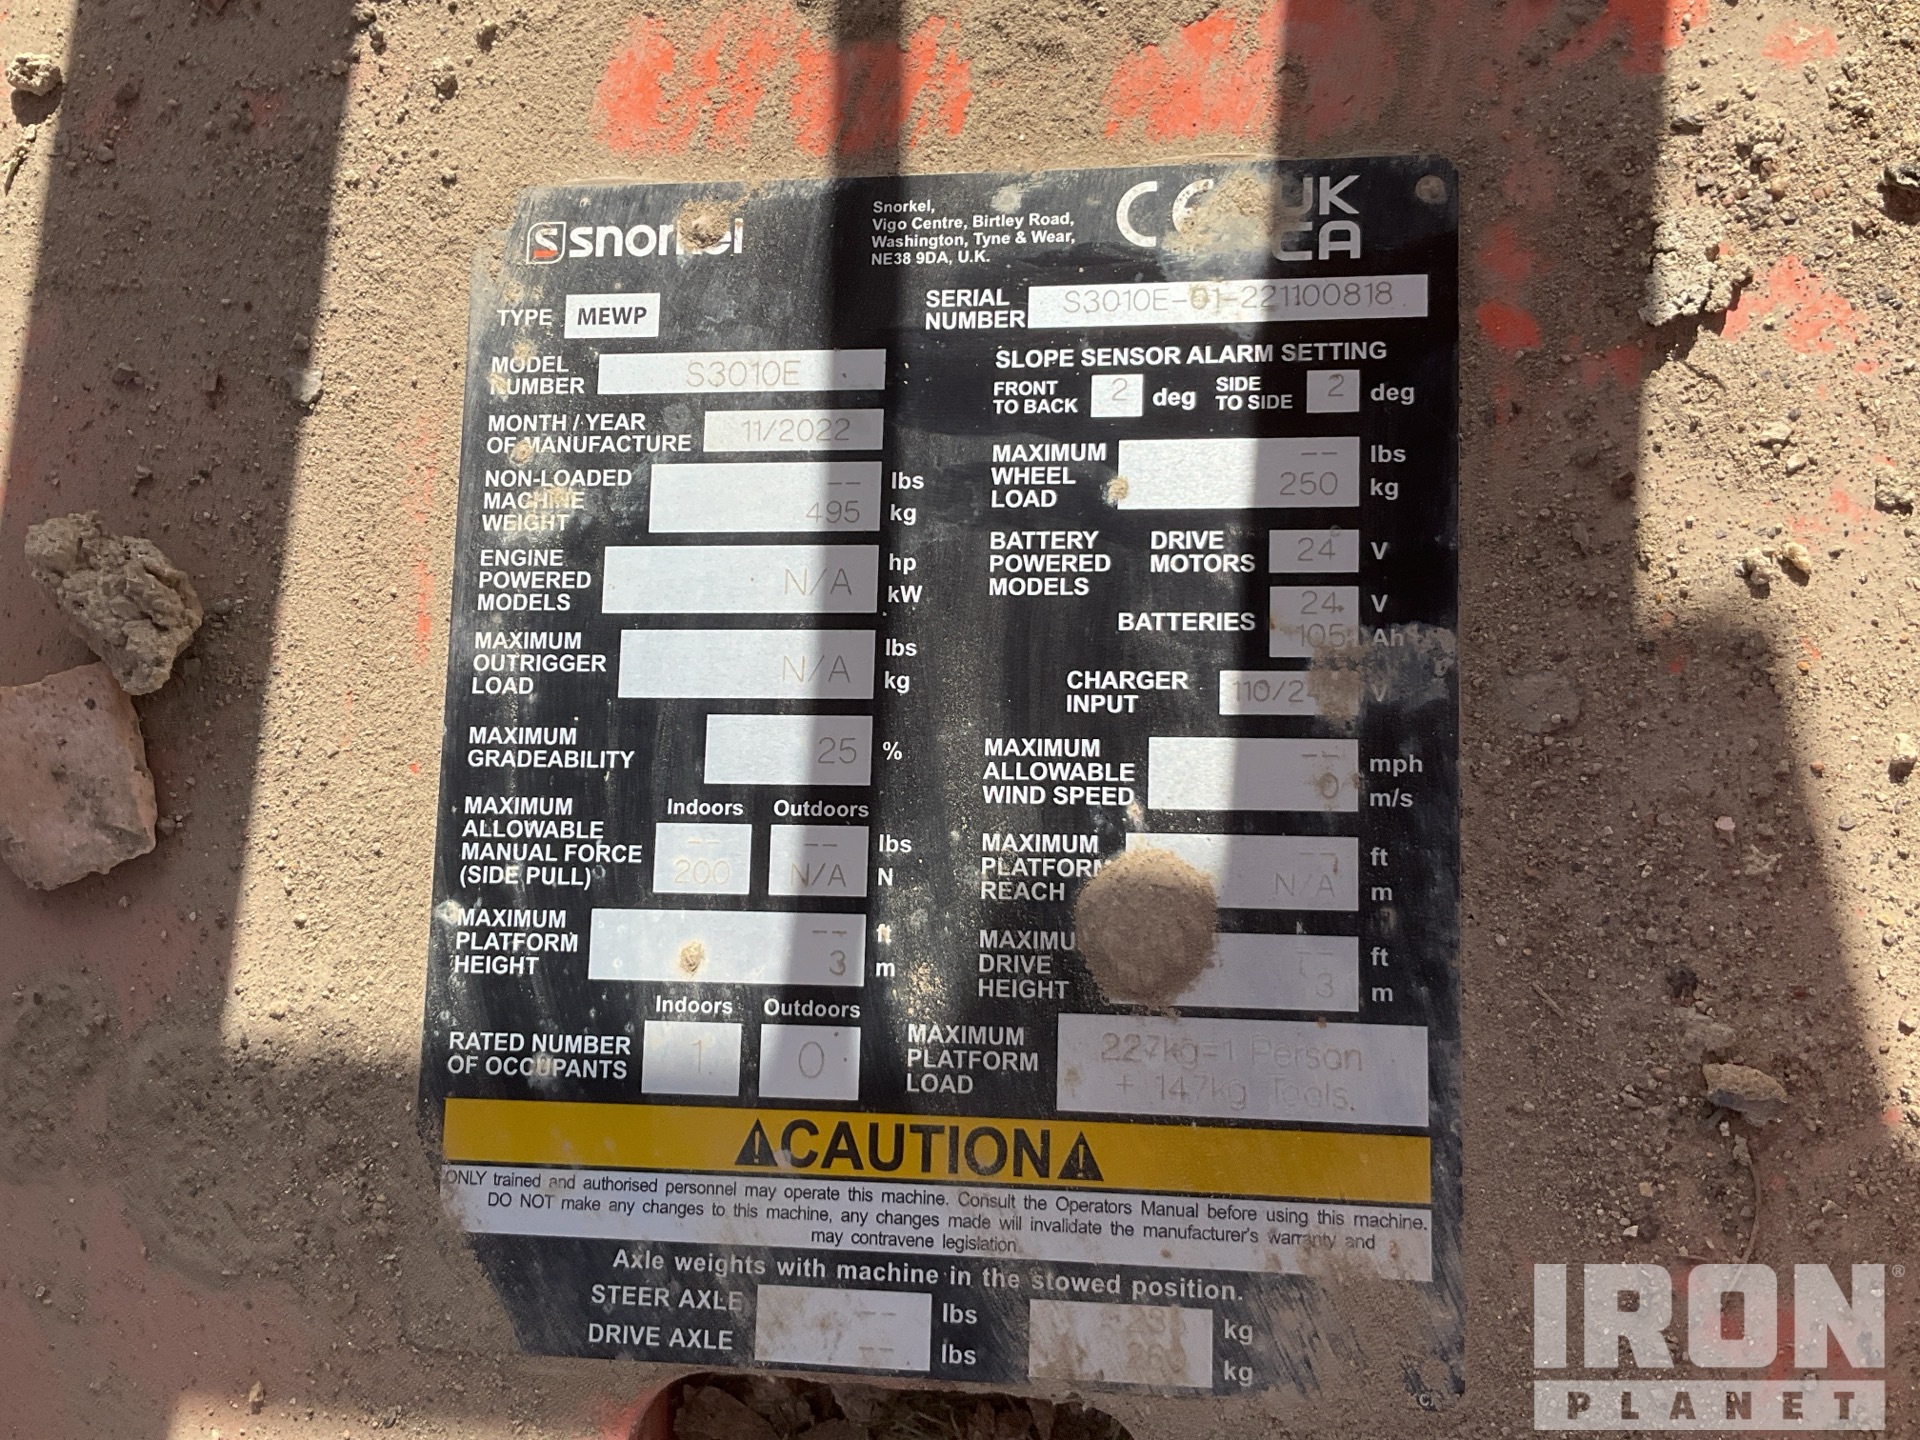 snorkel
Snorkel,
Vigo Centre, Birtley Road,
Washington, Tyne & Wear,
NE38 9DA, U.K.
CE
UK
CA
TYPE MEWP
SERIAL NUMBER S3010E-01-221100818
MODEL NUMBER S3010E
MONTH / YEAR OF MANUFACTURE 11/2022
NON-LOADED MACHINE WEIGHT -- lbs
495 kg
ENGINE POWERED MODELS N/A hp
kW
MAXIMUM OUTRIGGER LOAD N/A lbs
kg
MAXIMUM GRADEABILITY 25 %
Indoors Outdoors
MAXIMUM ALLOWABLE MANUAL FORCE (SIDE PULL) -- -- lbs
200 N/A N
MAXIMUM PLATFORM HEIGHT -- ft
3 m
Indoors Outdoors
RATED NUMBER OF OCCUPANTS 1 0
SLOPE SENSOR ALARM SETTING
FRONT TO BACK 2 deg SIDE TO SIDE 2 deg
MAXIMUM WHEEL LOAD -- lbs
250 kg
BATTERY POWERED MODELS DRIVE MOTORS 24 V
BATTERIES 24 V
105 Ah
CHARGER INPUT V
MAXIMUM ALLOWABLE WIND SPEED -- mph
0 m/s
MAXIMUM PLATFORM REACH -- ft
N/A m
MAXIMUM DRIVE HEIGHT -- ft
3 m
MAXIMUM PLATFORM LOAD 227kg=1 Person
+ 147kg Tools.
CAUTION
ONLY trained and authorised personnel may operate this machine. Consult the Operators Manual before using this machine.
DO NOT make any changes to this machine, any changes made will invalidate the manufacturer's warranty and
may contravene legislation
Axle weights with machine in the stowed position.
STEER AXLE -- lbs kg
DRIVE AXLE -- lbs kg
IRON®
PLANET